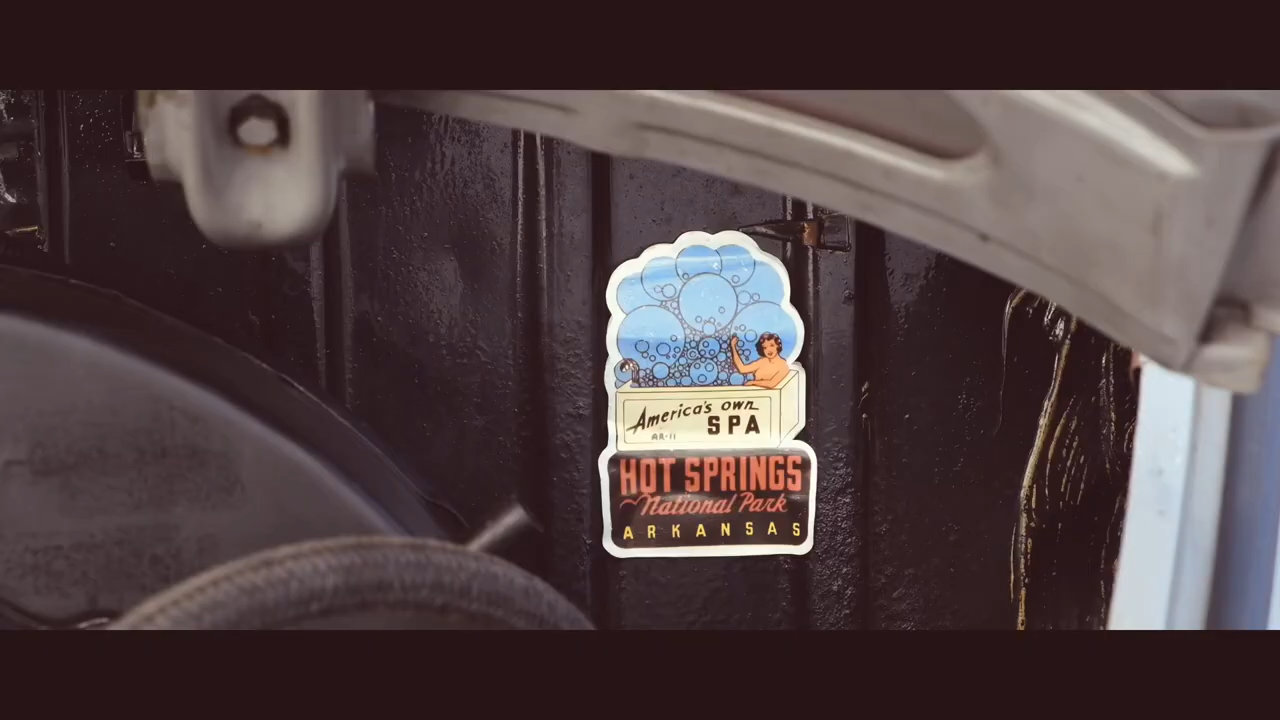 America's own
SPA
AR-11
HOT SPRINGS
National Park
ARKANSAS